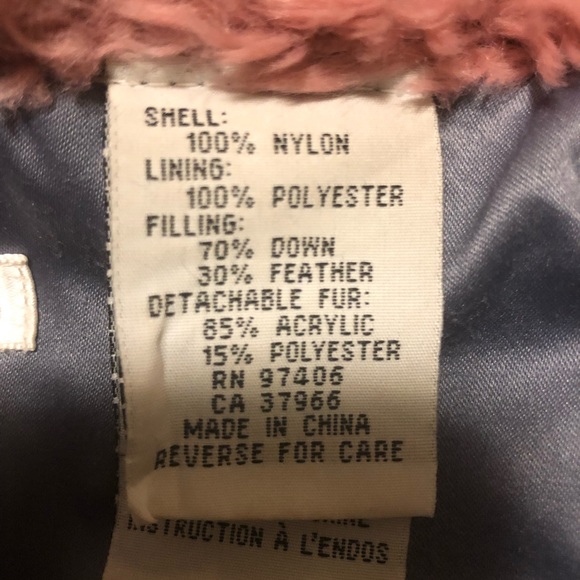 SHELL:
100% NYLON
LINING:
100% POLYESTER
FILLING:
70% DOWN
30% FEATHER
DETACHABLE FUR:
85% ACRYLIC
15% POLYESTER
RN 97406
CA 37966
MADE IN CHINA
REVERSE FOR CARE
INSTRUCTION À L'ENDOS